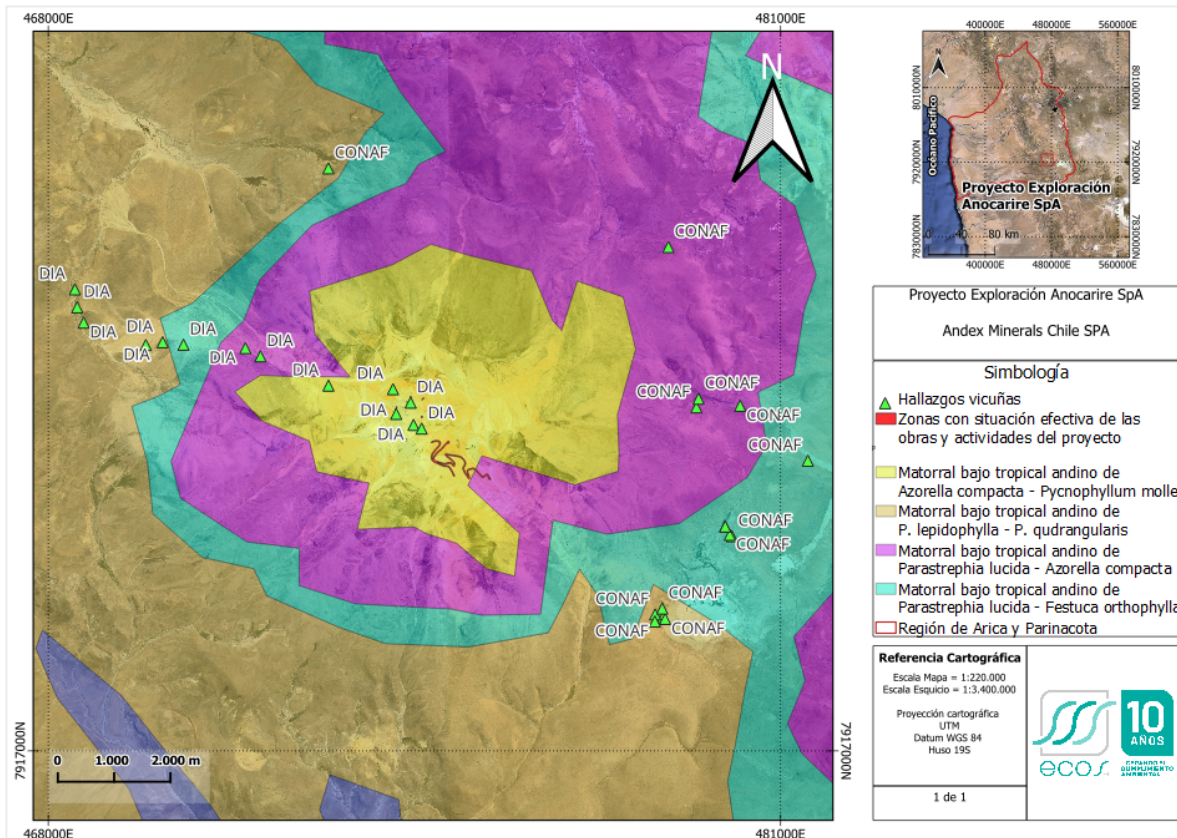 468000E
481000E
N
CONAF
CONAF
DIA
DIA
DIA
DIA
DIA
DIA
DIA
DIA
DIA
DIA
DIA
DIA
DIA
CONAF
CONAF
CONAF
CONAF
CONAF
CONAF
CONAF
CONAF
CONAF
CONAF
7917000N
7917000N
0 1.000 2.000 m
468000E
481000E
400000E 480000E 560000E
N
8010000N
8010000N
7920000N
7920000N
7830000N
7830000N
Océano Pacífico
Proyecto Exploración
Anocarire SpA
0 40 80 km
400000E 480000E 560000E
Proyecto Exploración Anocarire SpA
Andex Minerals Chile SPA
Simbología
Hallazgos vicuñas
Zonas con situación efectiva de las
obras y actividades del proyecto
Matorral bajo tropical andino de
Azorella compacta - Pycnophyllum molle
Matorral bajo tropical andino de
P. lepidophylla - P. qudrangularis
Matorral bajo tropical andino de
Parastrephia lucida - Azorella compacta
Matorral bajo tropical andino de
Parastrephia lucida - Festuca orthophylla
Región de Arica y Parinacota
Referencia Cartográfica
Escala Mapa = 1:220.000
Escala Esquicio = 1:3.400.000
Proyección cartográfica
UTM
Datum WGS 84
Huso 19S
1 de 1
ecos
10
AÑOS
CUMPLIMIENTO
AMBIENTAL